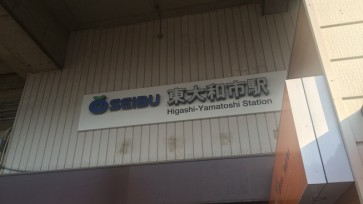 SEIBU 東大和市駅
Higashi-Yamatoshi Station